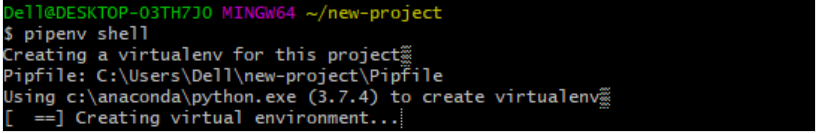 Dell@DESKTOP-O3TH7JO MINGW64 ~/new-project
$ pipenv shell
Creating a virtualenv for this project▒
Pipfile: C:\Users\Dell\new-project\Pipfile
Using c:\anaconda\python.exe (3.7.4) to create virtualenv▒
[  ==] Creating virtual environment...